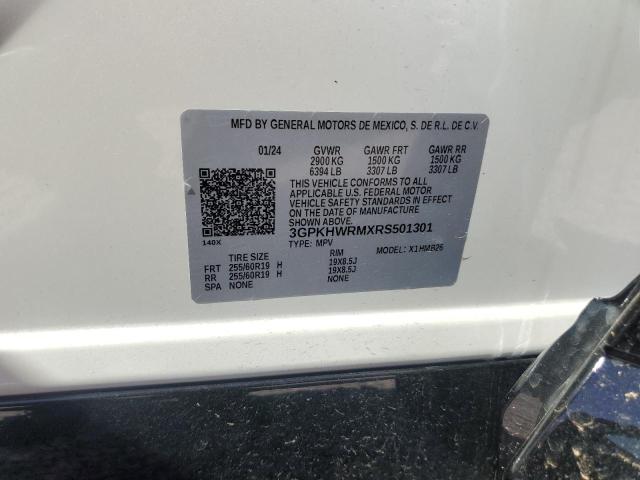 MFD BY GENERAL MOTORS DE MEXICO, S. DE R.L. DE C.V.
01/24 GVWR GAWR FRT GAWR RR
2900 KG 1500 KG 1500 KG
6394 LB 3307 LB 3307 LB
THIS VEHICLE CONFORMS TO ALL
APPLICABLE U.S. FEDERAL MOTOR
VEHICLE SAFETY STANDARDS IN EFFECT
ON THE DATE OF MANUFACTURE
SHOWN ABOVE.
3GPKHWRMXRS501301
140X TYPE: MPV MODEL: X1HMB26
TIRE SIZE RIM
FRT 255/60R19 H 19X8.5J
RR 255/60R19 H 19X8.5J
SPA NONE NONE